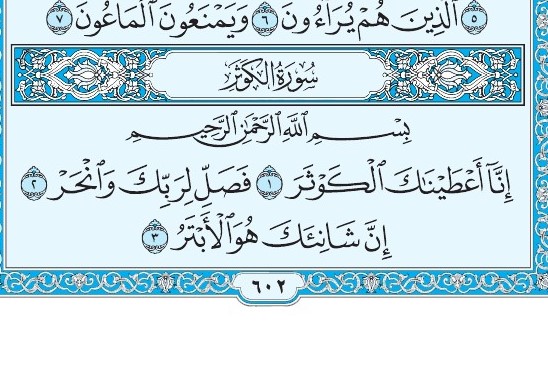 ٥ ٱلَّذِينَ هُمْ يُرَآءُونَ ٦ وَيَمْنَعُونَ ٱلْمَاعُونَ ٧
سُورَةُ الكَوْثَرِ
بِسْمِ ٱللَّهِ ٱلرَّحْمَٰنِ ٱلرَّحِيمِ
إِنَّآ أَعْطَيْنَٰكَ ٱلْكَوْثَرَ ١ فَصَلِّ لِرَبِّكَ وَٱنْحَرْ ٢
إِنَّ شَانِئَكَ هُوَ ٱلْأَبْتَرُ ٣
٦٠٢